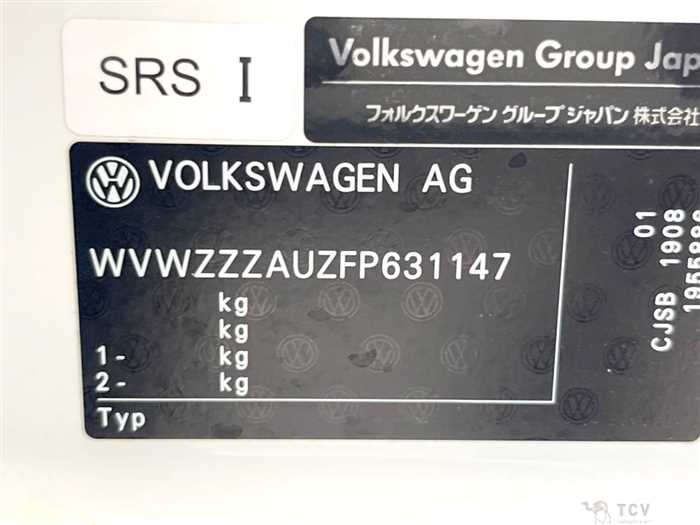 SRS I
Volkswagen Group Jap
フォルクスワーゲン グループ ジャパン 株式会社
VOLKSWAGEN AG
WVWZZZAUZFP631147
kg
kg
1- kg
2- kg
Typ
01
CJSB 1908
TCV